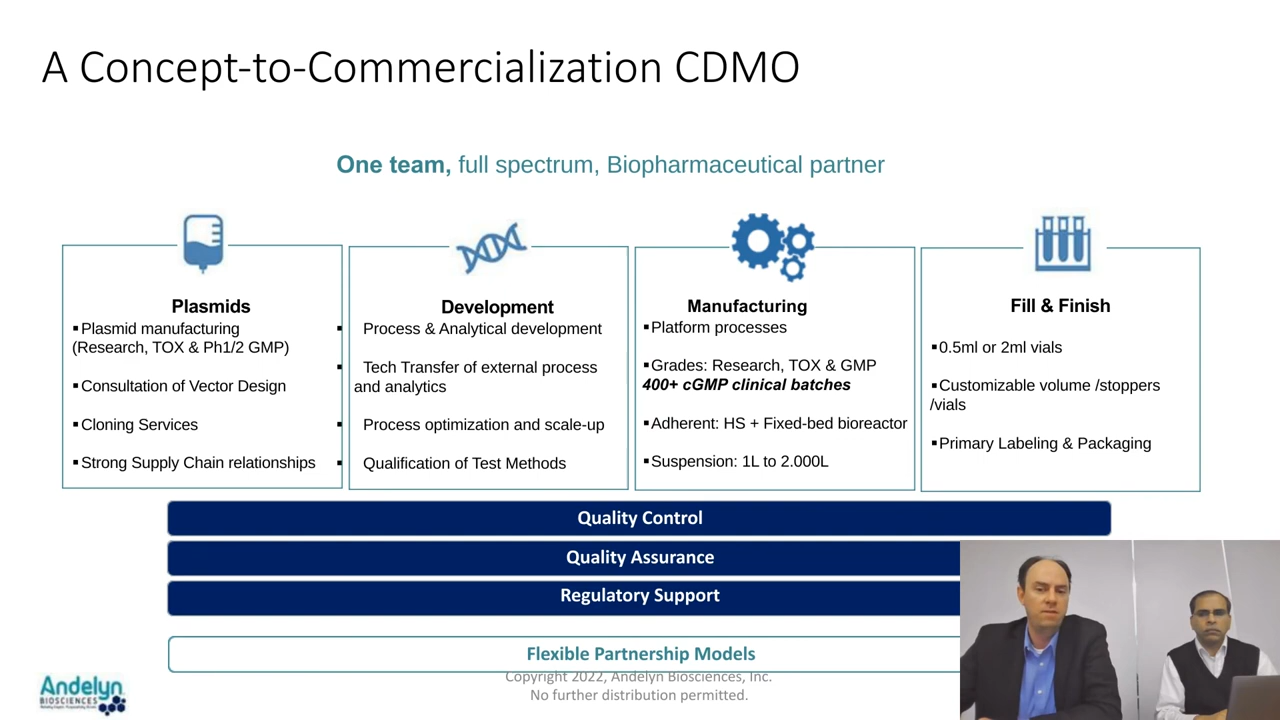 A Concept-to-Commercialization CDMO
One team, full spectrum, Biopharmaceutical partner
Plasmids
▪Plasmid manufacturing
(Research, TOX & Ph1/2 GMP)
▪Consultation of Vector Design
▪Cloning Services
▪Strong Supply Chain relationships
Development
▪ Process & Analytical development
▪ Tech Transfer of external process
and analytics
▪ Process optimization and scale-up
▪ Qualification of Test Methods
Manufacturing
▪Platform processes
▪Grades: Research, TOX & GMP
400+ cGMP clinical batches
▪Adherent: HS + Fixed-bed bioreactor
▪Suspension: 1L to 2.000L
Fill & Finish
▪0.5ml or 2ml vials
▪Customizable volume /stoppers
/vials
▪Primary Labeling & Packaging
Quality Control
Quality Assurance
Regulatory Support
Flexible Partnership Models
Copyright 2022, Andelyn Biosciences, Inc.
No further distribution permitted.
Andelyn
BIOSCIENCES